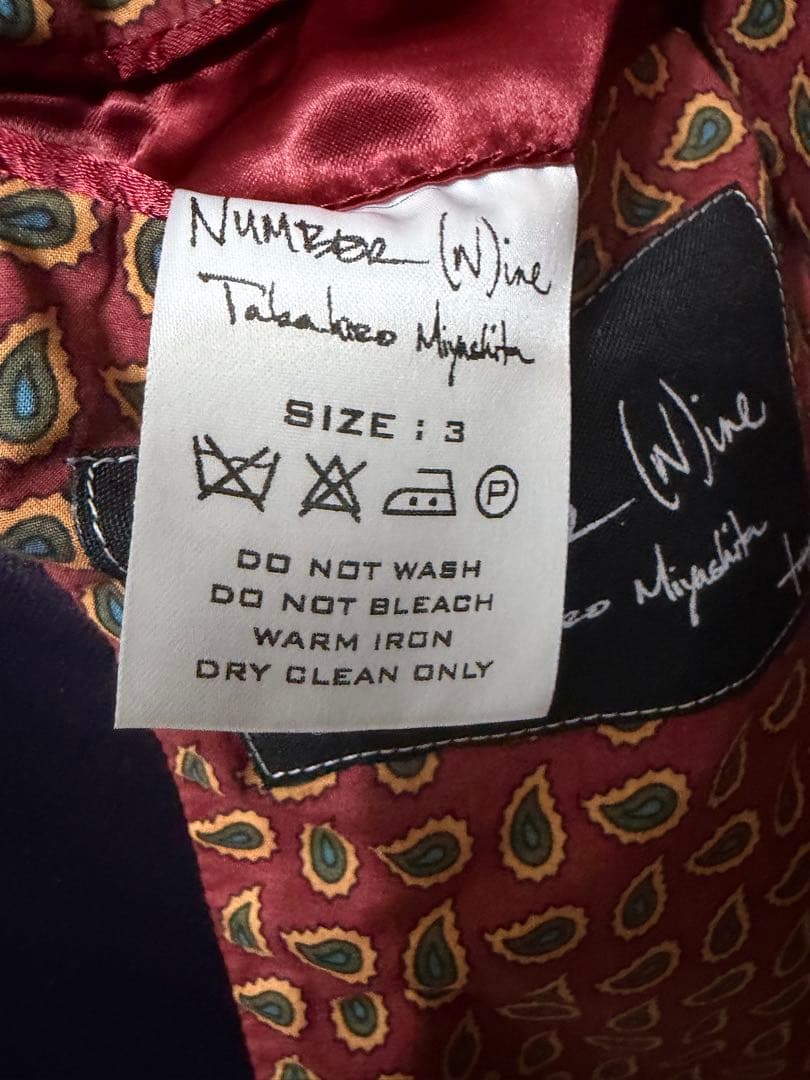 NUMBER (N)ine
Takahiro Miyashita
SIZE : 3
P
DO NOT WASH
DO NOT BLEACH
WARM IRON
DRY CLEAN ONLY
(N)ine
Miyashita